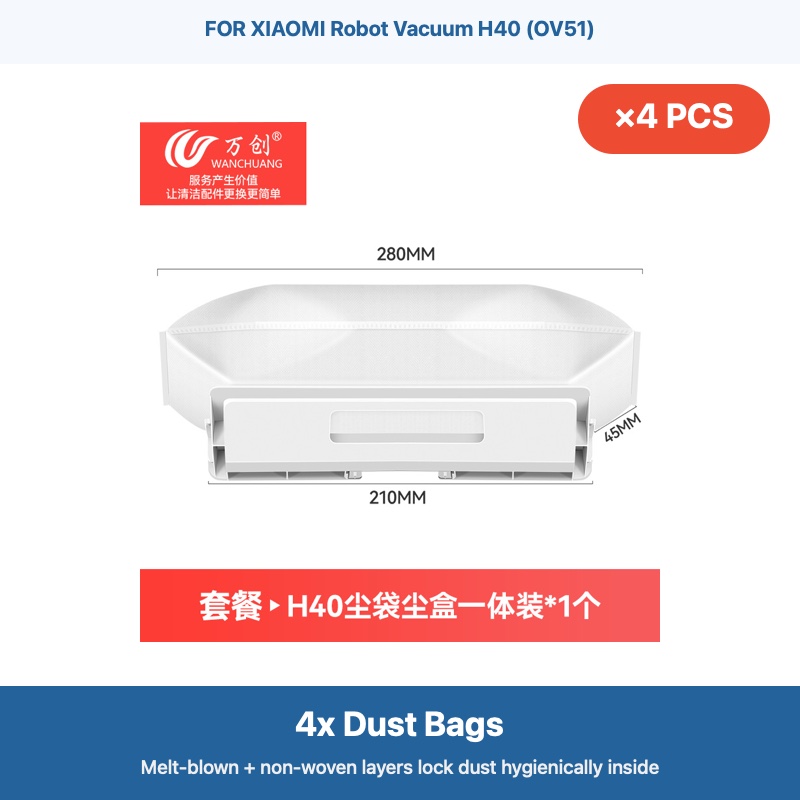 FOR XIAOMI Robot Vacuum H40 (OV51)
×4 PCS
万创®
WANCHUANG
服务产生价值
让清洁配件更换更简单
280MM
45MM
210MM
套餐▸H40尘袋尘盒一体装*1个
4x Dust Bags
Melt-blown + non-woven layers lock dust hygienically inside